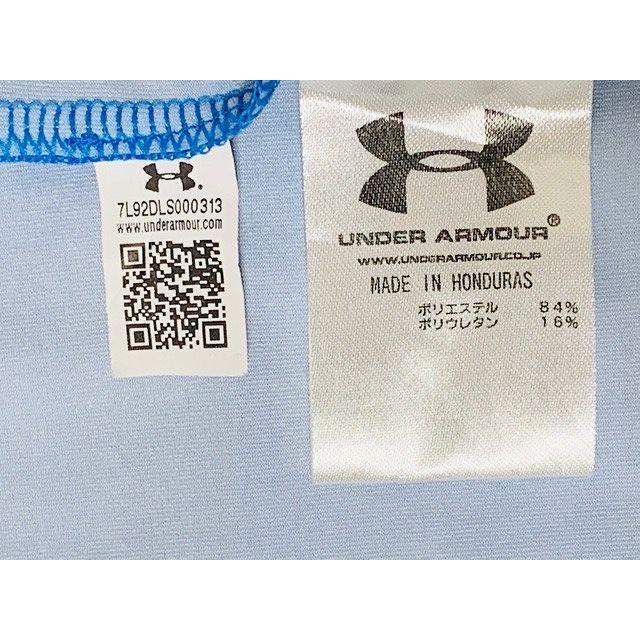 7L92DLS000313
www.underarmour.com
UNDER ARMOUR®
WWW.UNDERARMOUR.CO.JP
MADE IN HONDURAS
ポリエステル 84%
ポリウレタン 16%